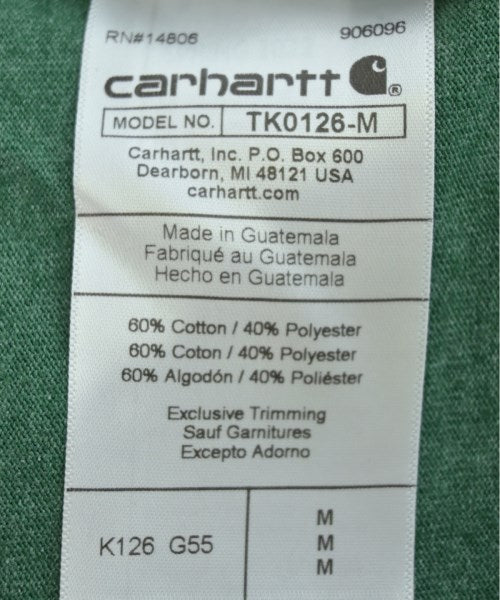 RN#14806 906096
carhartt ®
MODEL NO. TK0126-M
Carhartt, Inc. P.O. Box 600
Dearborn, MI 48121 USA
carhartt.com
Made in Guatemala
Fabriqué au Guatemala
Hecho en Guatemala
60% Cotton / 40% Polyester
60% Coton / 40% Polyester
60% Algodón / 40% Poliéster
Exclusive Trimming
Sauf Garnitures
Excepto Adorno
K126 G55
M
M
M